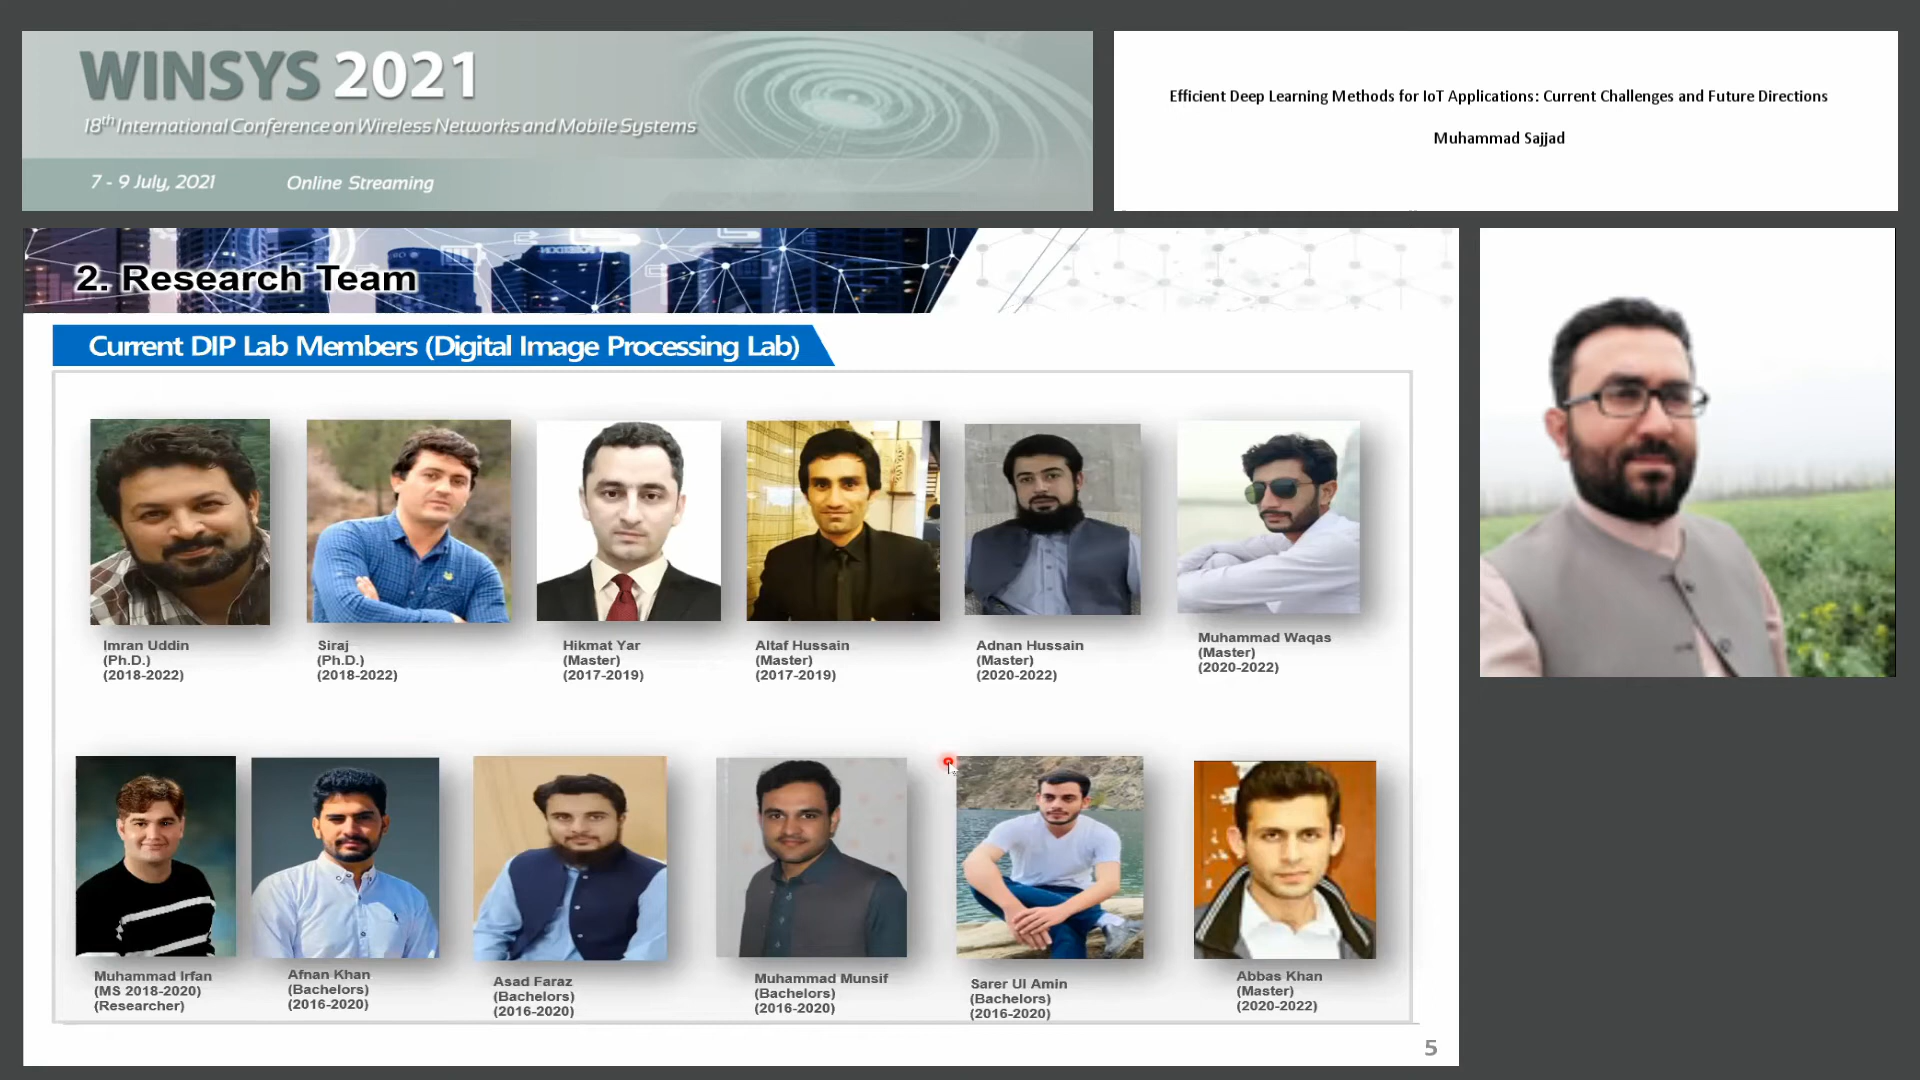 WINSYS 2021
18th International Conference on Wireless Networks and Mobile Systems
7 - 9 July, 2021 Online Streaming
Efficient Deep Learning Methods for IoT Applications: Current Challenges and Future Directions
Muhammad Sajjad
2. Research Team
Current DIP Lab Members (Digital Image Processing Lab)
Imran Uddin
(Ph.D.)
(2018-2022)
Siraj
(Ph.D.)
(2018-2022)
Hikmat Yar
(Master)
(2017-2019)
Altaf Hussain
(Master)
(2017-2019)
Adnan Hussain
(Master)
(2020-2022)
Muhammad Waqas
(Master)
(2020-2022)
Muhammad Irfan
(MS 2018-2020)
(Researcher)
Afnan Khan
(Bachelors)
(2016-2020)
Asad Faraz
(Bachelors)
(2016-2020)
Muhammad Munsif
(Bachelors)
(2016-2020)
Sarer Ul Amin
(Bachelors)
(2016-2020)
Abbas Khan
(Master)
(2020-2022)
5